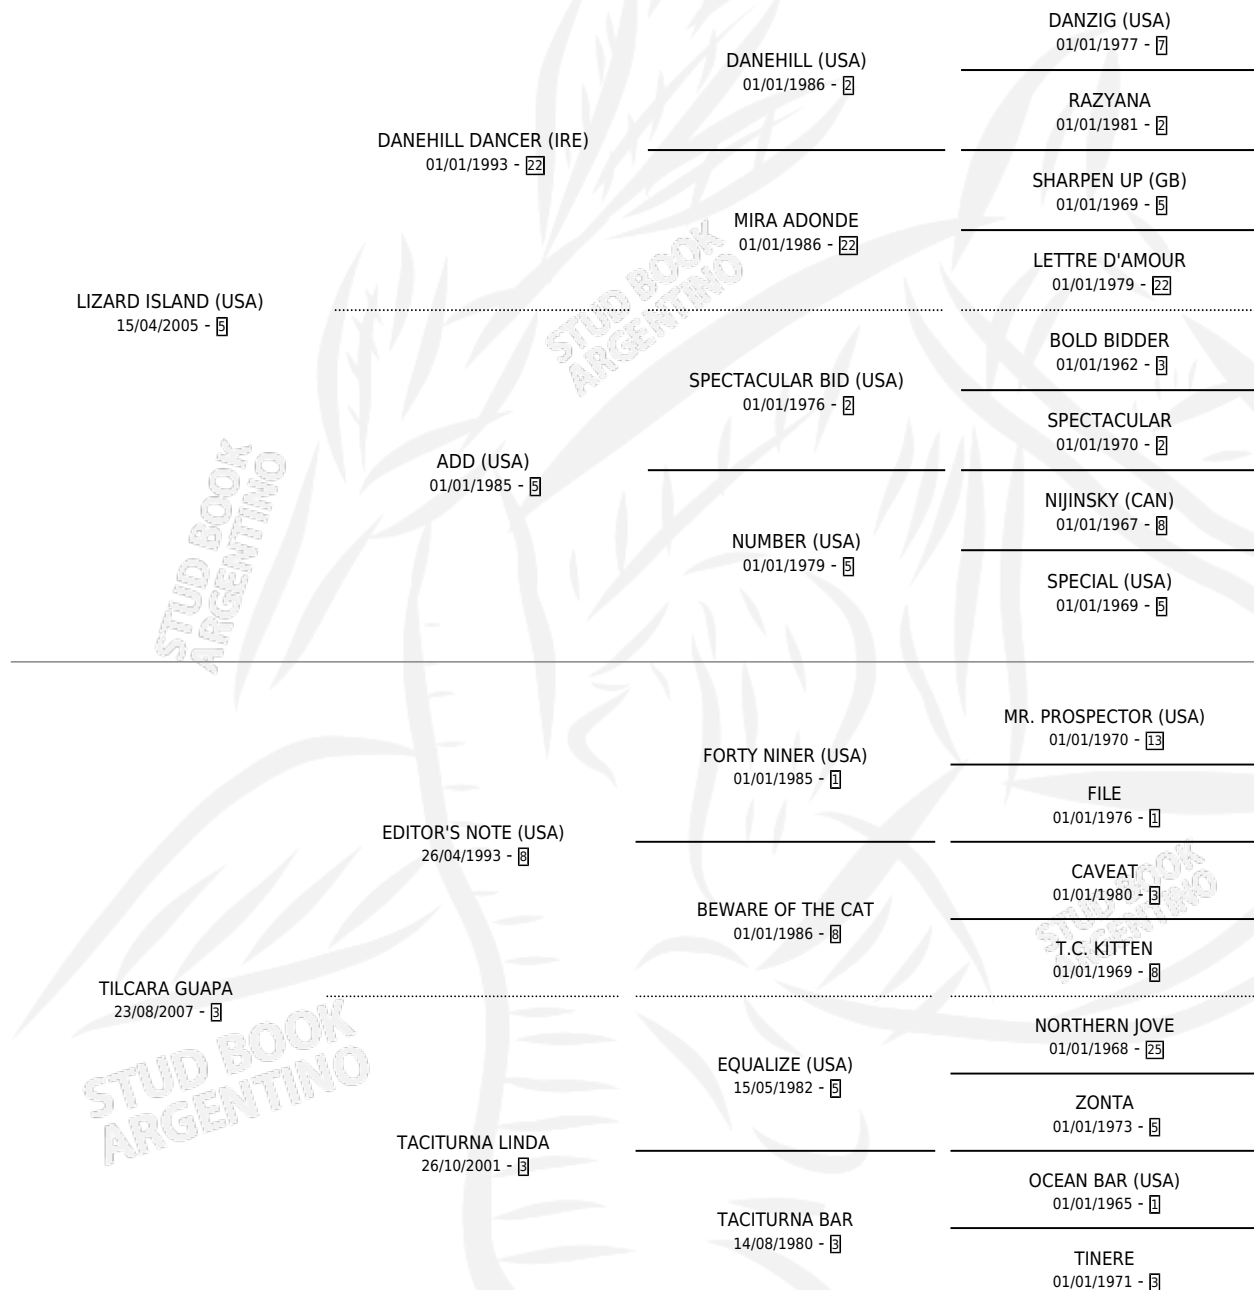 DANZIG (USA)
01/01/1977 - 7
DANEHILL (USA)
01/01/1986 - 2
RAZYANA
01/01/1981 - 2
DANEHILL DANCER (IRE)
01/01/1993 - 22
SHARPEN UP (GB)
01/01/1969 - 5
MIRA ADONDE
01/01/1986 - 22
LETTRE D'AMOUR
01/01/1979 - 22
LIZARD ISLAND (USA)
15/04/2005 - 5
STUD BOOK
ARGENTINO
BOLD BIDDER
01/01/1962 - 3
SPECTACULAR BID (USA)
01/01/1976 - 2
SPECTACULAR
01/01/1970 - 2
ADD (USA)
01/01/1985 - 5
NIJINSKY (CAN)
01/01/1967 - 8
NUMBER (USA)
01/01/1979 - 5
SPECIAL (USA)
01/01/1969 - 5
STUD BOOK
ARGENTINO
MR. PROSPECTOR (USA)
01/01/1970 - 13
FORTY NINER (USA)
01/01/1985 - 1
FILE
01/01/1976 - 1
EDITOR'S NOTE (USA)
26/04/1993 - 8
CAVEAT
01/01/1980 - 3
BEWARE OF THE CAT
01/01/1986 - 8
STUD BOOK
ARGENTINO
T.C. KITTEN
01/01/1969 - 8
TILCARA GUAPA
23/08/2007 - 3
STUD BOOK
ARGENTINO
NORTHERN JOVE
01/01/1968 - 25
EQUALIZE (USA)
15/05/1982 - 5
ZONTA
01/01/1973 - 5
TACITURNA LINDA
26/10/2001 - 3
OCEAN BAR (USA)
01/01/1965 - 1
TACITURNA BAR
14/08/1980 - 3
TINERE
01/01/1971 - 3